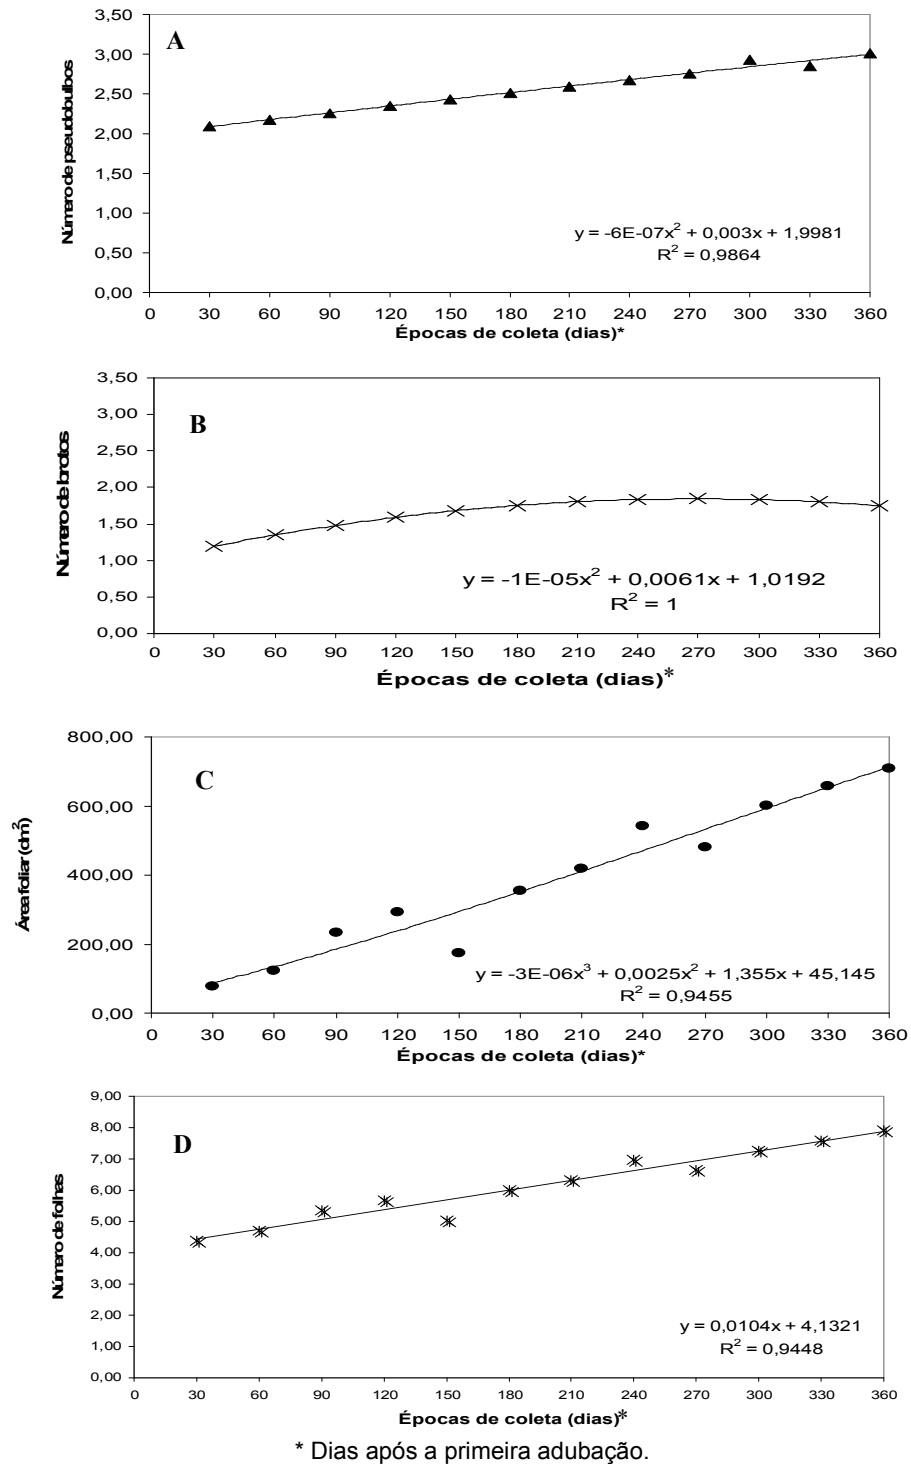 3,50
3,00
2,50
2,00
1,50
1,00
0,50
0,00
A
Número de pseudobulbos
y = -6E-07x² + 0,003x + 1,9981
R² = 0,9864
0 30 60 90 120 150 180 210 240 270 300 330 360
Épocas de coleta (dias)*
3,50
3,00
2,50
2,00
1,50
1,00
0,50
0,00
B
Número de brotos
y = -1E-05x² + 0,0061x + 1,0192
R² = 1
0 30 60 90 120 150 180 210 240 270 300 330 360
Épocas de coleta (dias)*
800,00
600,00
400,00
200,00
0,00
C
Área foliar (dm²)
y = -3E-06x³ + 0,0025x² + 1,355x + 45,145
R² = 0,9455
0 30 60 90 120 150 180 210 240 270 300 330 360
Épocas de coleta (dias)*
9,00
8,00
7,00
6,00
5,00
4,00
3,00
2,00
1,00
0,00
D
Número de folhas
y = 0,0104x + 4,1321
R² = 0,9448
0 30 60 90 120 150 180 210 240 270 300 330 360
Épocas de coleta (dias)*
* Dias após a primeira adubação.